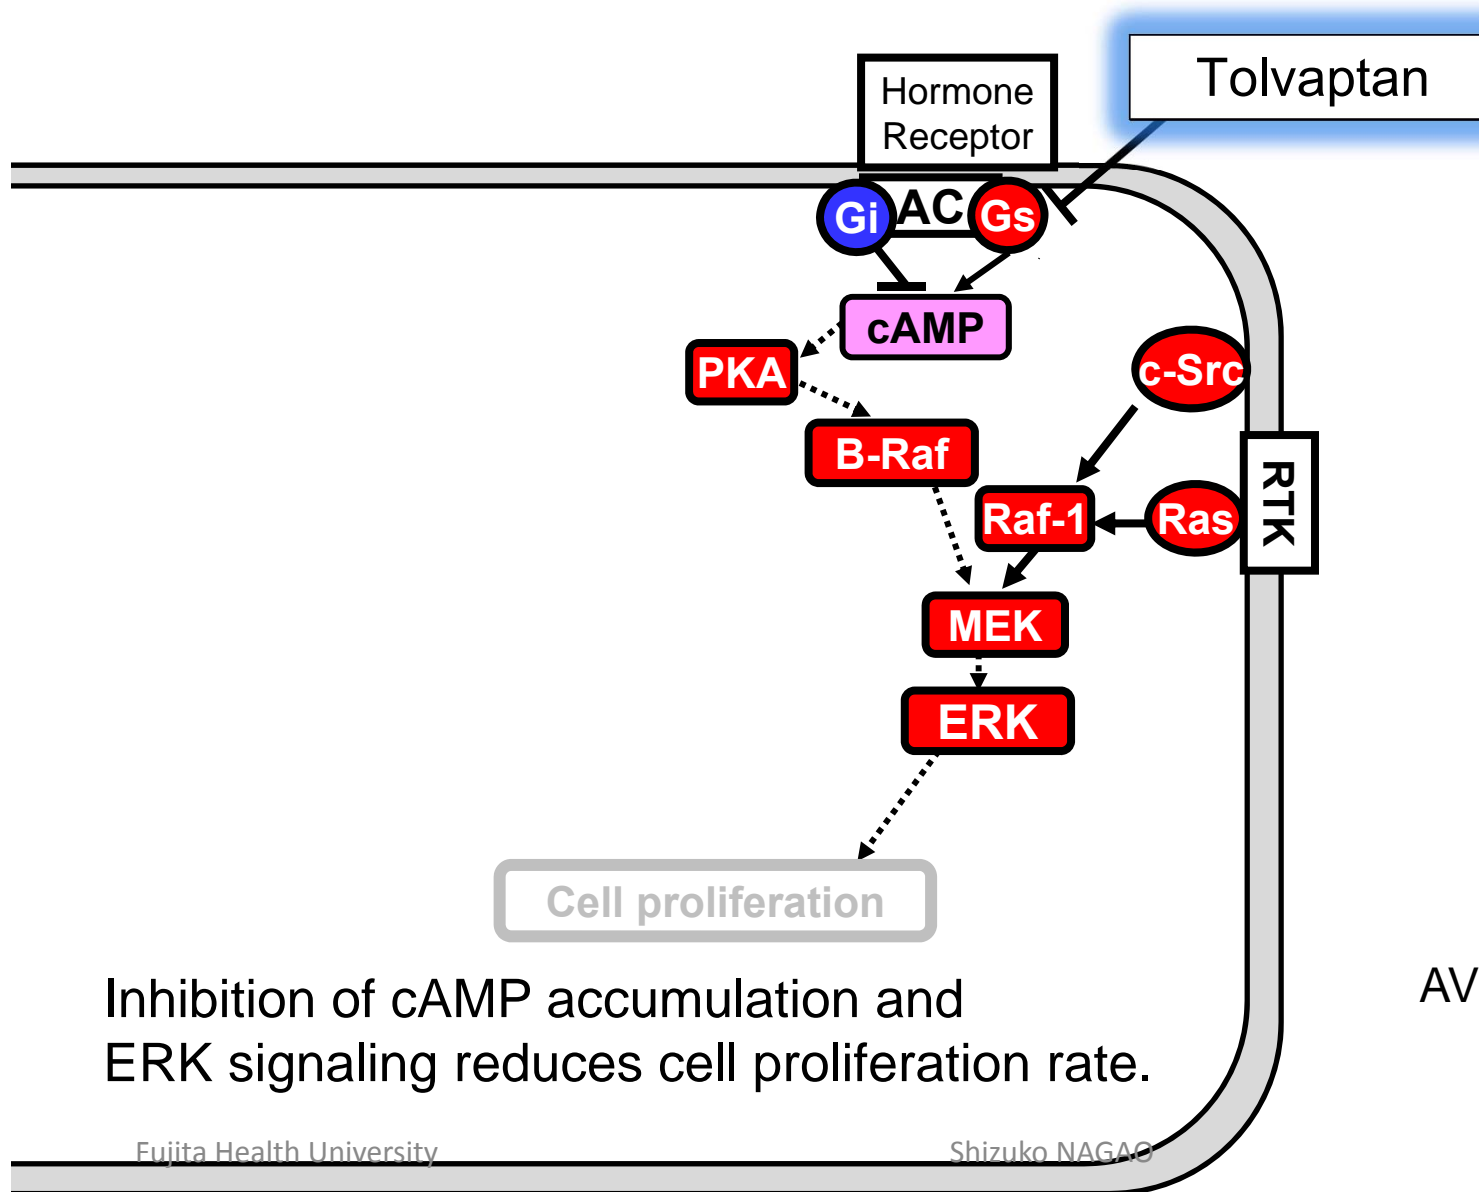 Tolvaptan
Hormone
Receptor
Gi
AC
Gs
cAMP
PKA
c-Src
B-Raf
RTK
Raf-1
Ras
MEK
ERK
Cell proliferation
Inhibition of cAMP accumulation and
ERK signaling reduces cell proliferation rate.
AV
Fujita Health University
Shizuko NAGAO